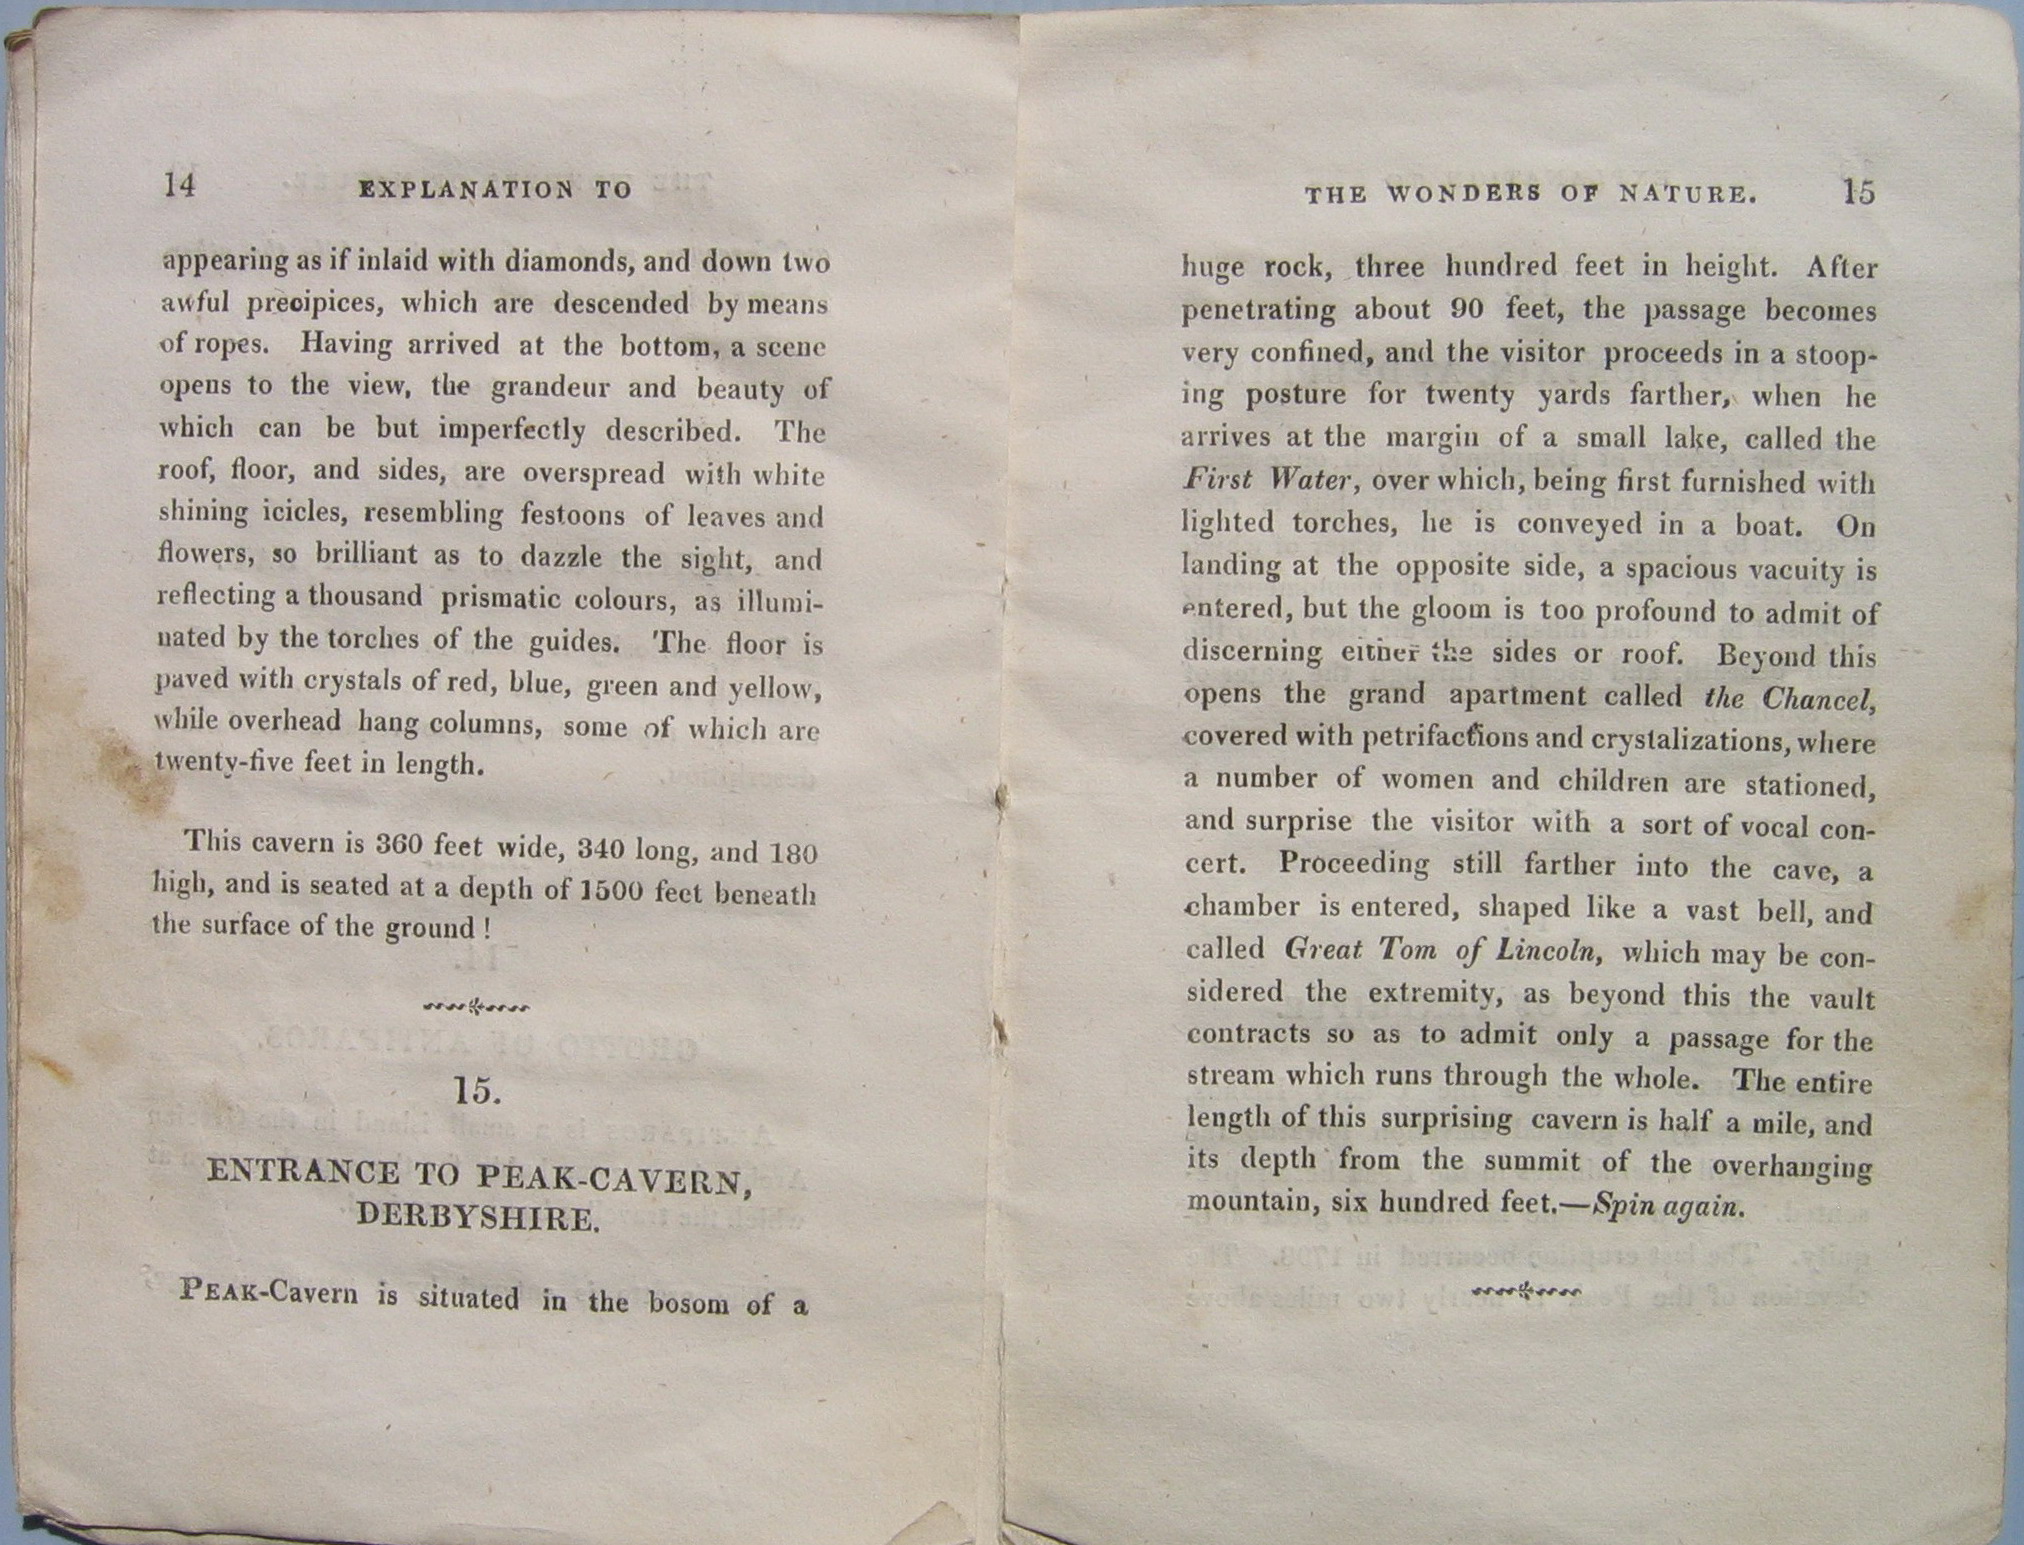 14 EXPLANATION TO
appearing as if inlaid with diamonds, and down two
awful precipices, which are descended by means
of ropes. Having arrived at the bottom, a scene
opens to the view, the grandeur and beauty of
which can be but imperfectly described. The
roof, floor, and sides, are overspread with white
shining icicles, resembling festoons of leaves and
flowers, so brilliant as to dazzle the sight, and
reflecting a thousand prismatic colours, as illumi-
nated by the torches of the guides. The floor is
paved with crystals of red, blue, green and yellow,
while overhead hang columns, some of which are
twenty-five feet in length.
This cavern is 360 feet wide, 340 long, and 180
high, and is seated at a depth of 1500 feet beneath
the surface of the ground !
15.
ENTRANCE TO PEAK-CAVERN,
DERBYSHIRE.
PEAK-Cavern is situated in the bosom of a
THE WONDERS OF NATURE. 15
huge rock, three hundred feet in height. After
penetrating about 90 feet, the passage becomes
very confined, and the visitor proceeds in a stoop-
ing posture for twenty yards farther, when he
arrives at the margin of a small lake, called the
First Water, over which, being first furnished with
lighted torches, he is conveyed in a boat. On
landing at the opposite side, a spacious vacuity is
entered, but the gloom is too profound to admit of
discerning either the sides or roof. Beyond this
opens the grand apartment called the Chancel,
covered with petrifactions and crystalizations, where
a number of women and children are stationed,
and surprise the visitor with a sort of vocal con-
cert. Proceeding still farther into the cave, a
chamber is entered, shaped like a vast bell, and
called Great Tom of Lincoln, which may be con-
sidered the extremity, as beyond this the vault
contracts so as to admit only a passage for the
stream which runs through the whole. The entire
length of this surprising cavern is half a mile, and
its depth from the summit of the overhanging
mountain, six hundred feet.—Spin again.